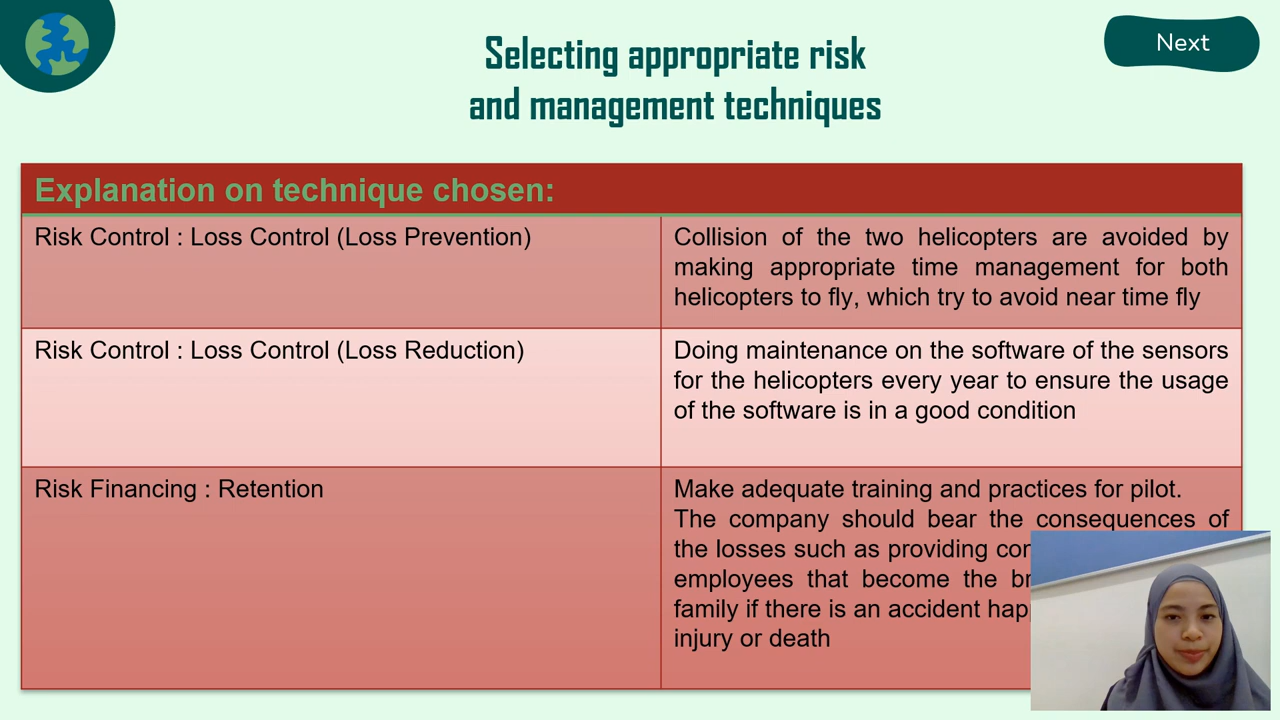 Next
Selecting appropriate risk
and management techniques
Explanation on technique chosen:
Risk Control : Loss Control (Loss Prevention)
Collision of the two helicopters are avoided by
making appropriate time management for both
helicopters to fly, which try to avoid near time fly
Risk Control : Loss Control (Loss Reduction)
Doing maintenance on the software of the sensors
for the helicopters every year to ensure the usage
of the software is in a good condition
Risk Financing : Retention
Make adequate training and practices for pilot.
The company should bear the consequences of
the losses such as providing
employees that become the
family if there is an accident
injury or death